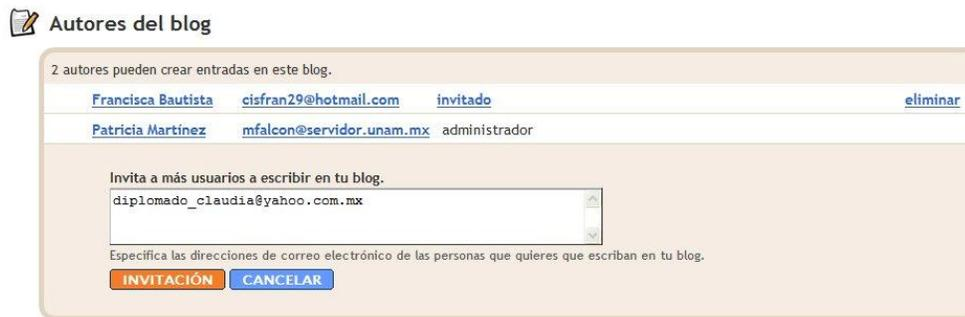 Autores del blog
2 autores pueden crear entradas en este blog.
Francisca Bautista cisfran29@hotmail.com invitado eliminar
Patricia Martínez mfalcon@servidor.unam.mx administrador
Invita a más usuarios a escribir en tu blog.
diplomado_claudia@yahoo.com.mx
Especifica las direcciones de correo electrónico de las personas que quieres que escriban en tu blog.
INVITACIÓN CANCELAR